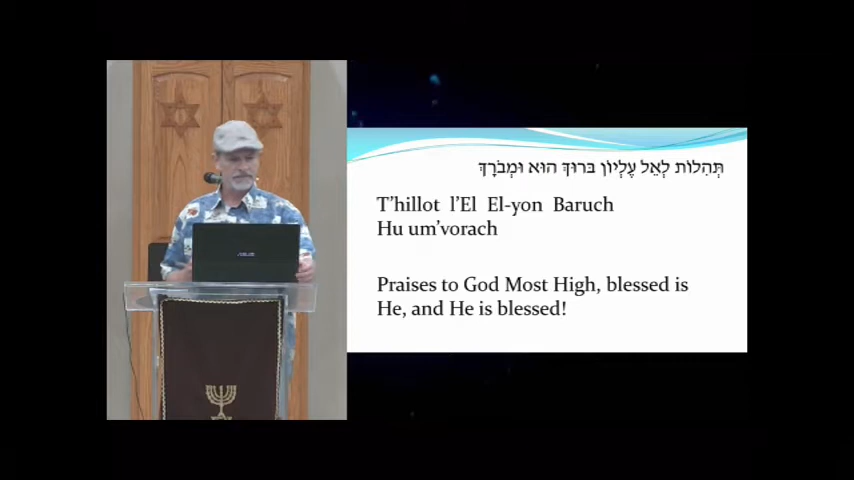 תְּהִלּוֹת לְאֵל עֶלְיוֹן בּרוּךְ הוּא וּמְבֹרָךְ
T'hillot l'El El-yon Baruch
Hu um'vorach
Praises to God Most High, blessed is
He, and He is blessed!